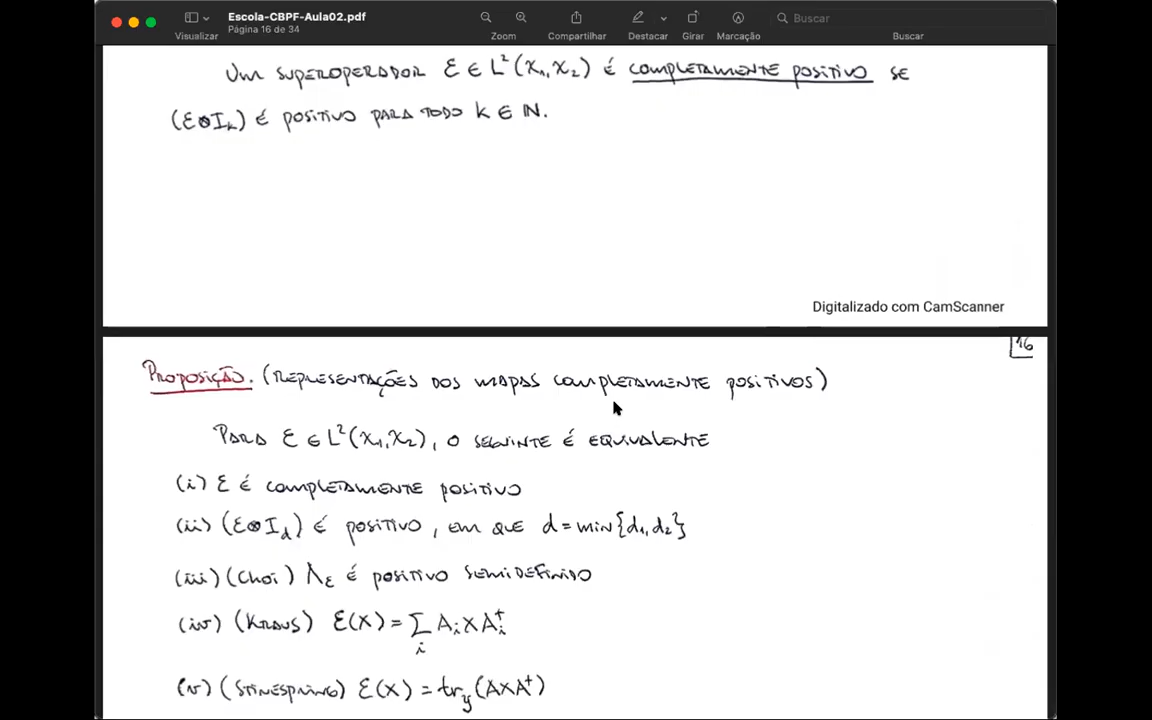 Escola-CBPF-Aula02.pdf
Página 16 de 34
Visualizar
Zoom
Compartilhar
Destacar
Girar
Marcação
Buscar
Buscar
Um superoperador ℰ ∈ L²(X₁,X₂) é completamente positivo se
(ℰ⊗I_k) é positivo para todo k ∈ ℕ.
Digitalizado com CamScanner
16
Proposição. (Representações dos mapas completamente positivos)
Para ℰ ∈ L²(X₁,X₂), o seguinte é equivalente
(i) ℰ é completamente positivo
(ii) (ℰ⊗I_d) é positivo, em que d = min{d₁,d₂}
(iii) (Choi) Λ_ℰ é positivo semidefinido
(iv) (Kraus) ℰ(X) = ∑_i A_i X A_i†
(v) (Stinespring) ℰ(X) = tr_y(AXA†)